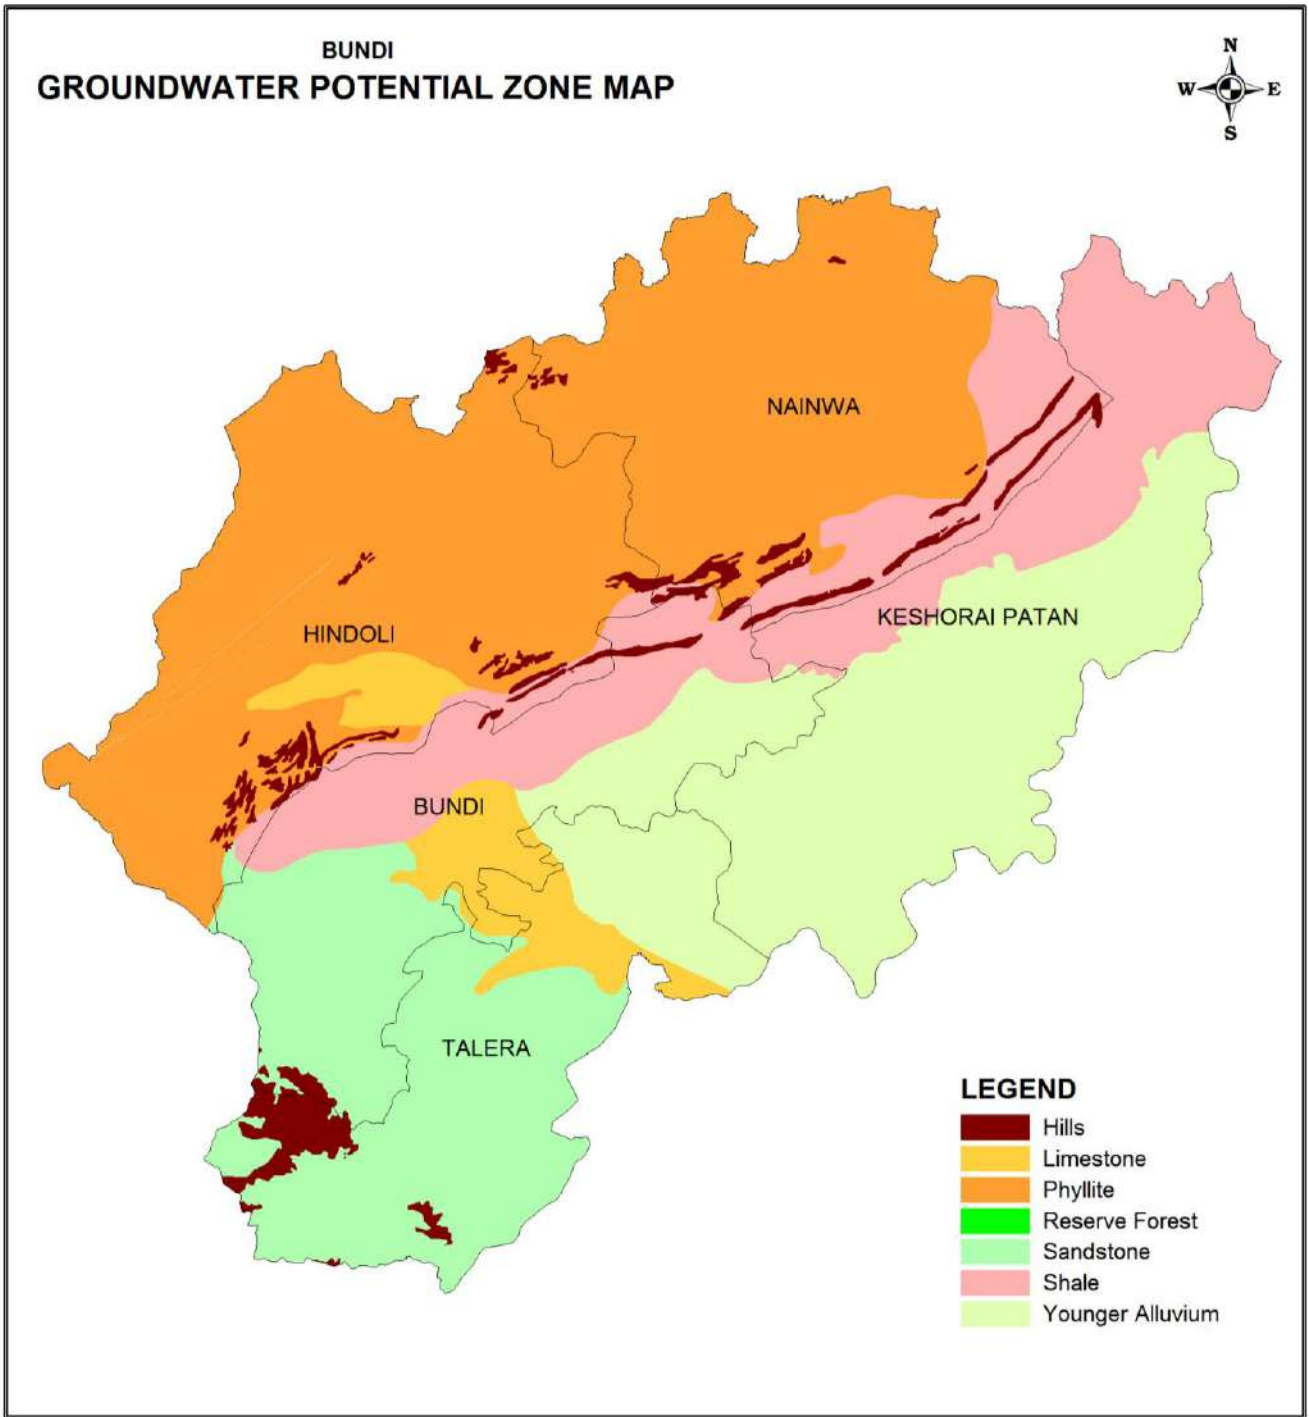 BUNDI
GROUNDWATER POTENTIAL ZONE MAP
N
W E
S
NAINWA
KESHORAI PATAN
HINDOLI
BUNDI
TALERA
LEGEND
Hills
Limestone
Phyllite
Reserve Forest
Sandstone
Shale
Younger Alluvium